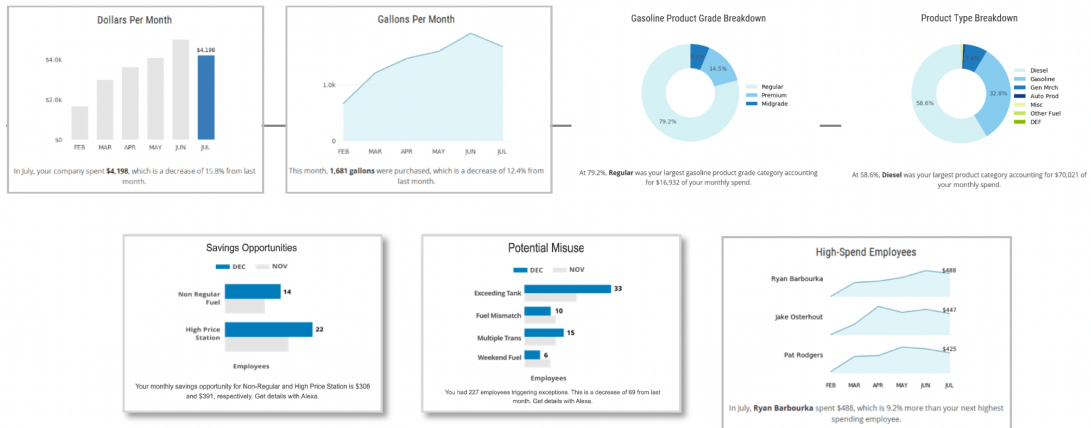 Dollars Per Month
$4,198
$4.0k
$2.0k
$0
FEB MAR APR MAY JUN JUL
In July, your company spent $4,198, which is a decrease of 15.8% from last
month.
Gallons Per Month
1.0k
0
FEB MAR APR MAY JUN JUL
This month, 1,681 gallons were purchased, which is a decrease of 12.4% from
last month.
Gasoline Product Grade Breakdown
14.5%
79.2%
Regular
Premium
Midgrade
At 79.2%, Regular was your largest gasoline product grade category accounting
for $16,932 of your monthly spend.
Product Type Breakdown
32.8%
58.6%
Diesel
Gasoline
Gen Mrch
Auto Prod
Misc
Other Fuel
DEF
At 58.6%, Diesel was your largest product category accounting for $70,021 of
your monthly spend.
Savings Opportunities
DEC NOV
Non Regular
Fuel
14
High Price
Station
22
Employees
Your monthly savings opportunity for Non-Regular and High Price Station is $306
and $391, respectively. Get details with Alexa.
Potential Misuse
DEC NOV
Exceeding Tank 33
Fuel Mismatch 10
Multiple Trans 15
Weekend Fuel 6
Employees
You had 227 employees triggering exceptions. This is a decrease of 69 from last
month. Get details with Alexa.
High-Spend Employees
Ryan Barbourka $488
Jake Osterhout $447
Pat Rodgers $425
FEB MAR APR MAY JUN JUL
In July, Ryan Barbourka spent $488, which is 9.2% more than your next highest
spending employee.